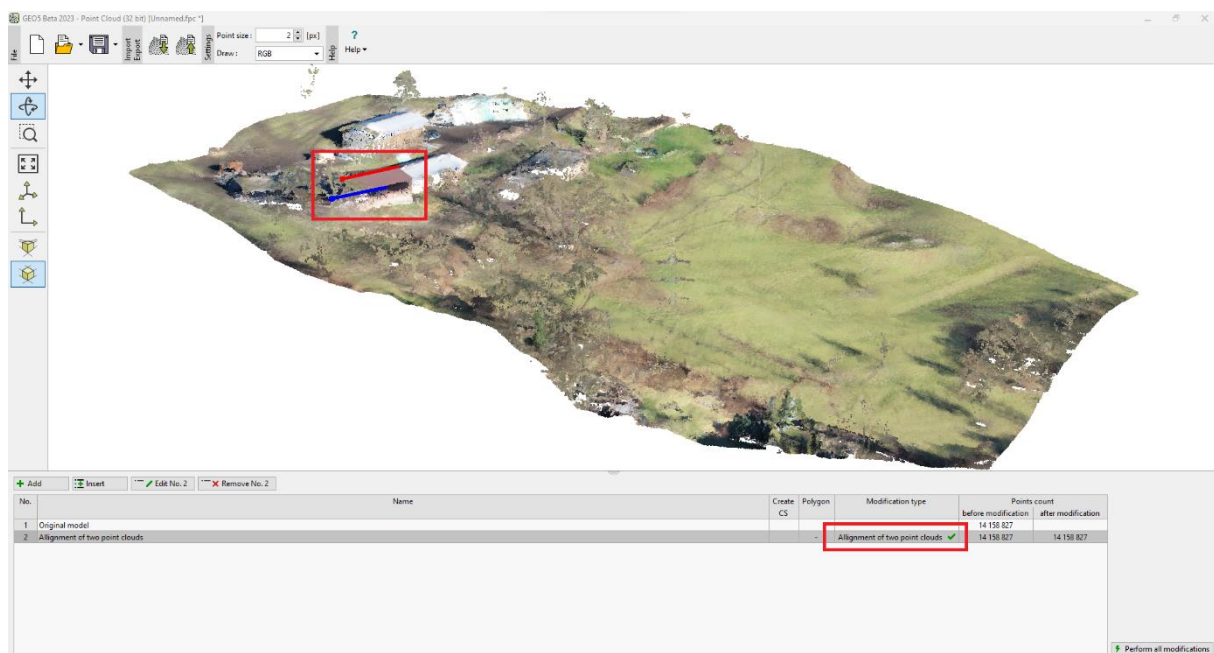 GEO5 Beta 2023 - Point Cloud (32 bit) [Unnamed.fpc *]
File
Import
Export
Settings
Point size : 2 [px]
Draw : RGB
Help
?
Help
Add Insert Edit No. 2 Remove No. 2
No. Name Create Polygon Modification type Points count
CS before modification after modification
1 Original model 14 158 827
2 Allignment of two point clouds - Allignment of two point clouds 14 158 827 14 158 827
Perform all modifications